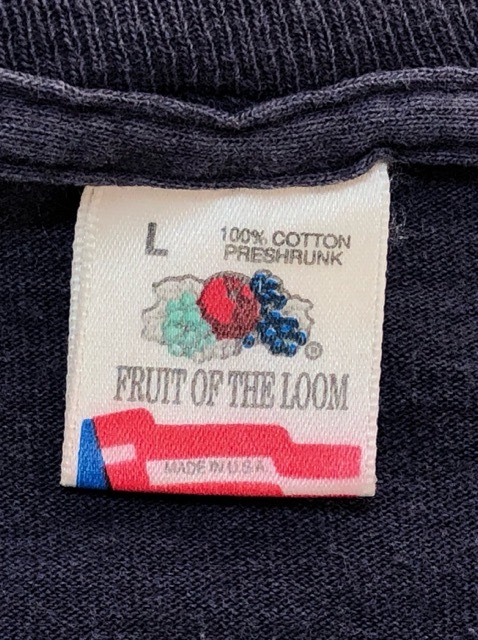 L
100% COTTON
PRESHRUNK
®
FRUIT OF THE LOOM
MADE IN U.S.A.